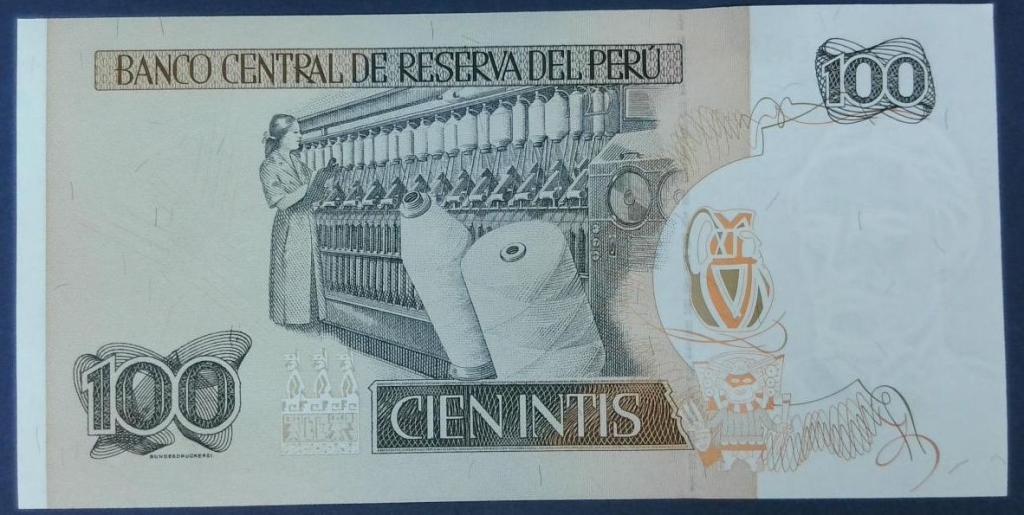 BANCO CENTRAL DE RESERVA DEL PERÚ
100
100
CIEN INTIS
BUNDESDRUCKEREI